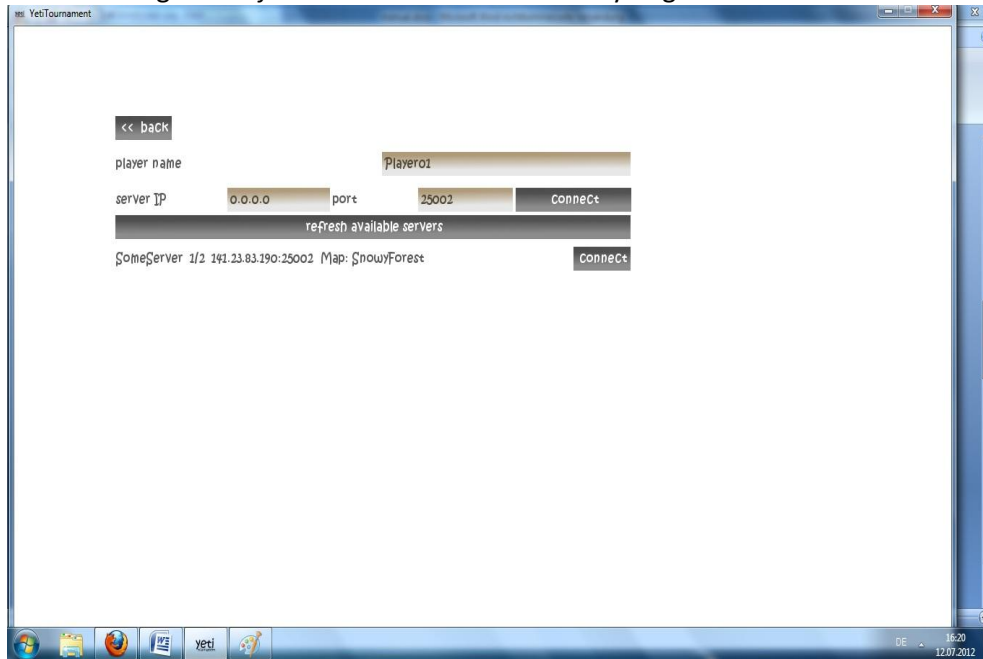 YetiTournament
<< back
player name Player01
server IP 0.0.0.0 port 25002 Connect
refresh available servers
SomeServer 1/2 141.23.83.190:25002 Map: SnowyForest Connect
yeti
DE 16:20
12.07.2012